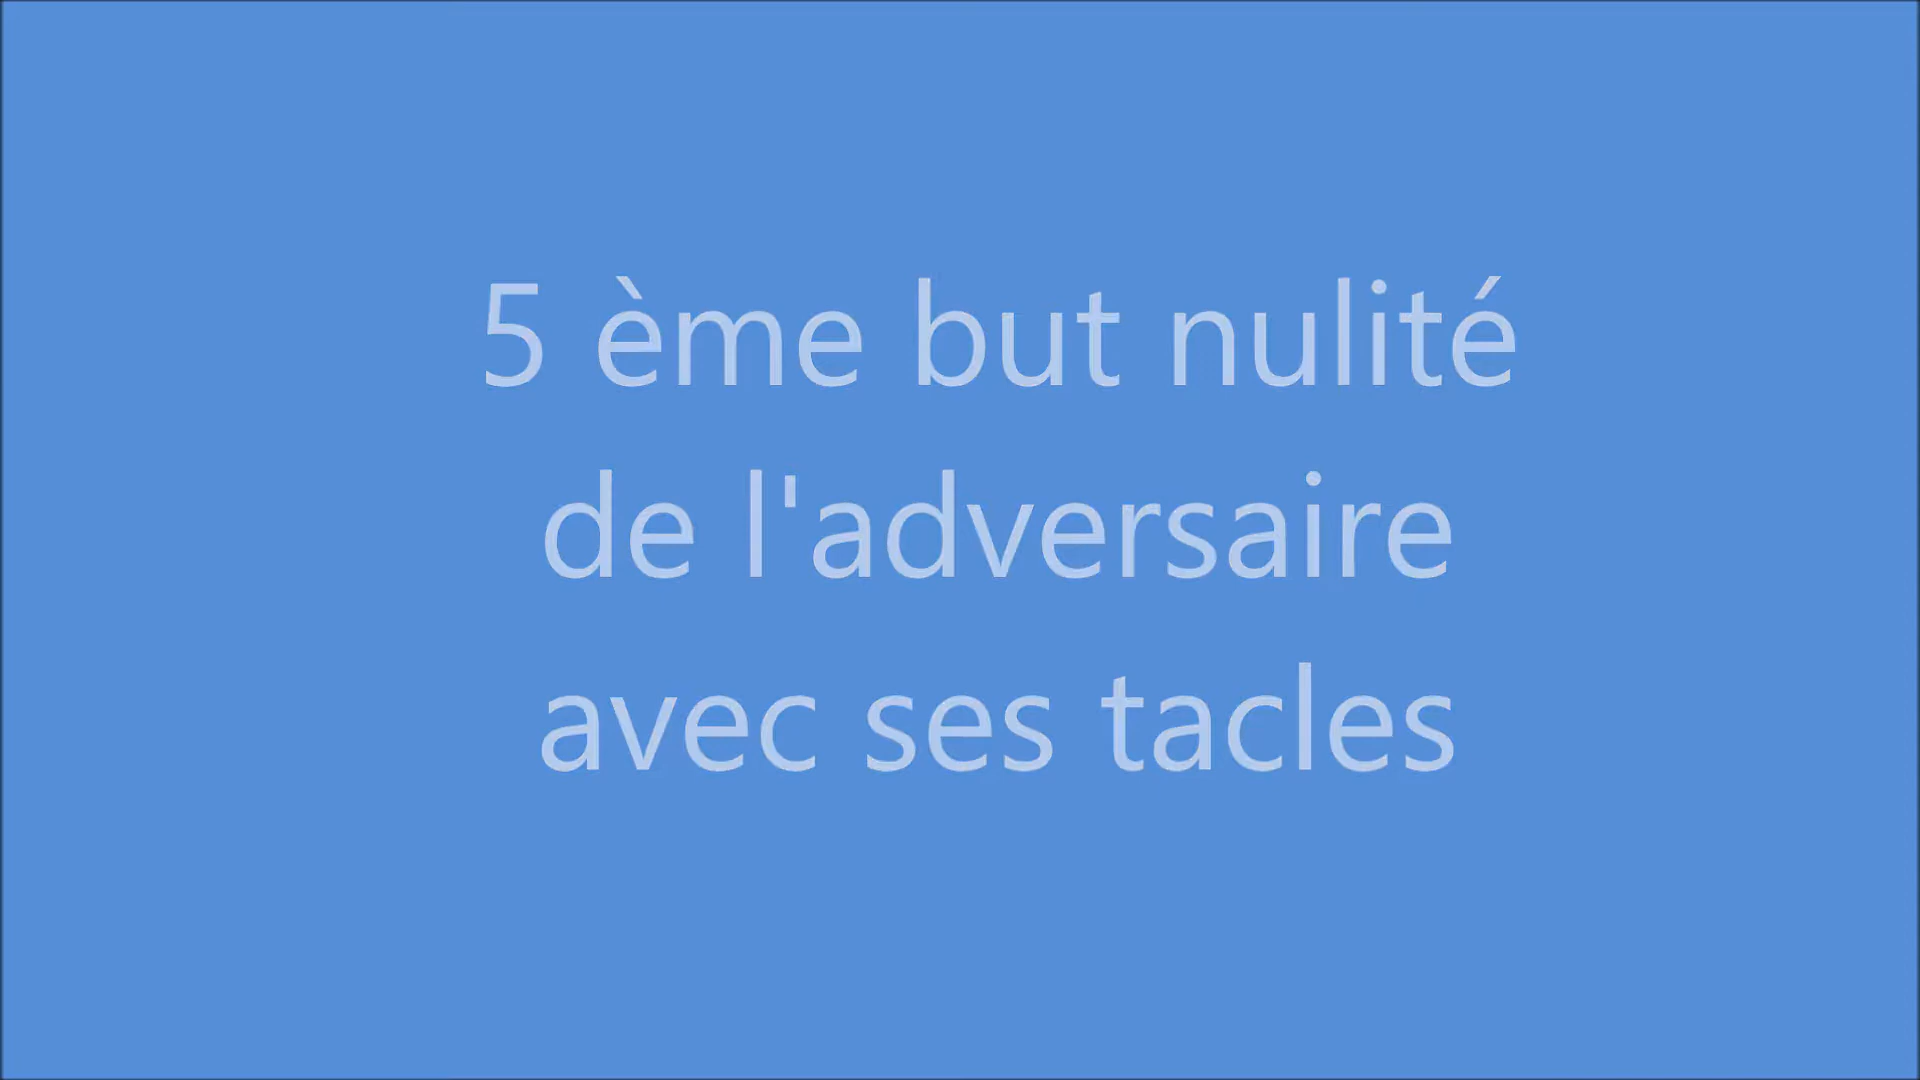 5 ème but nulité
de l'adversaire
avec ses tacles